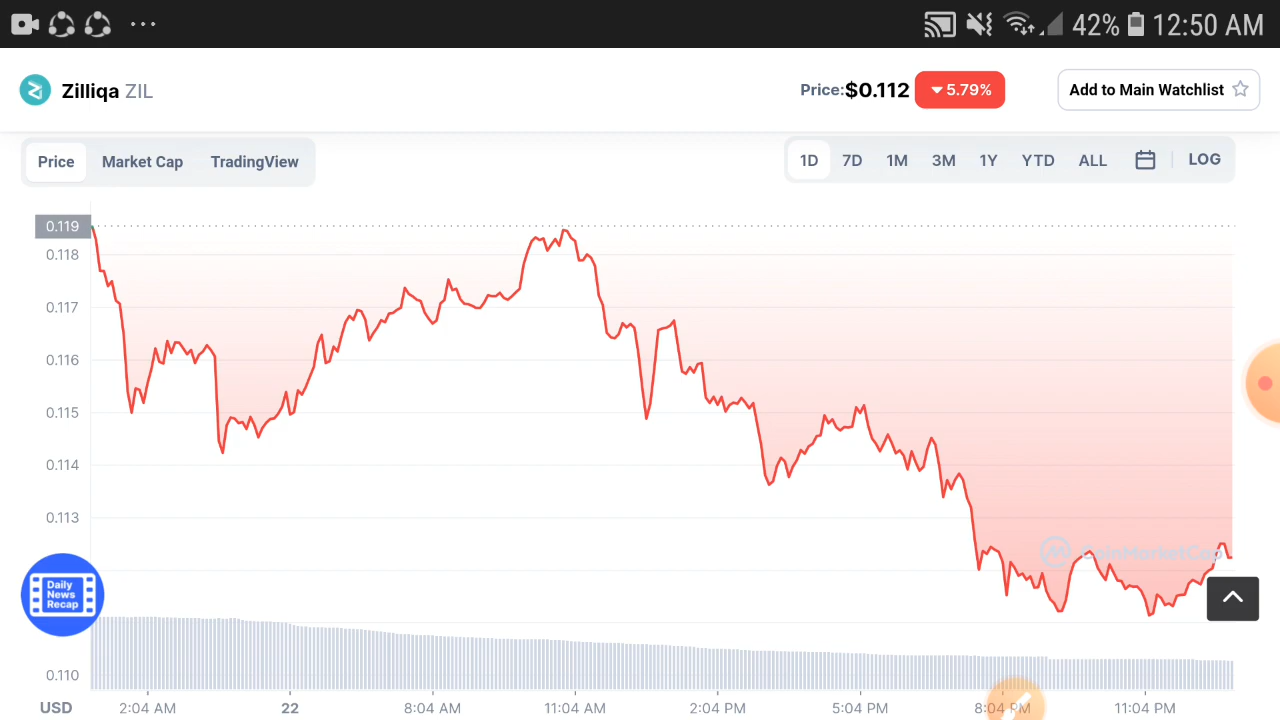 42% 12:50 AM
Zilliqa ZIL
Price:$0.112 5.79%
Add to Main Watchlist
Price Market Cap TradingView
1D 7D 1M 3M 1Y YTD ALL LOG
0.119
0.118
0.117
0.116
0.115
0.114
0.113
CoinMarketCap
Daily
News
Recap
0.110
USD 2:04 AM 22 8:04 AM 11:04 AM 2:04 PM 5:04 PM 8:04 PM 11:04 PM